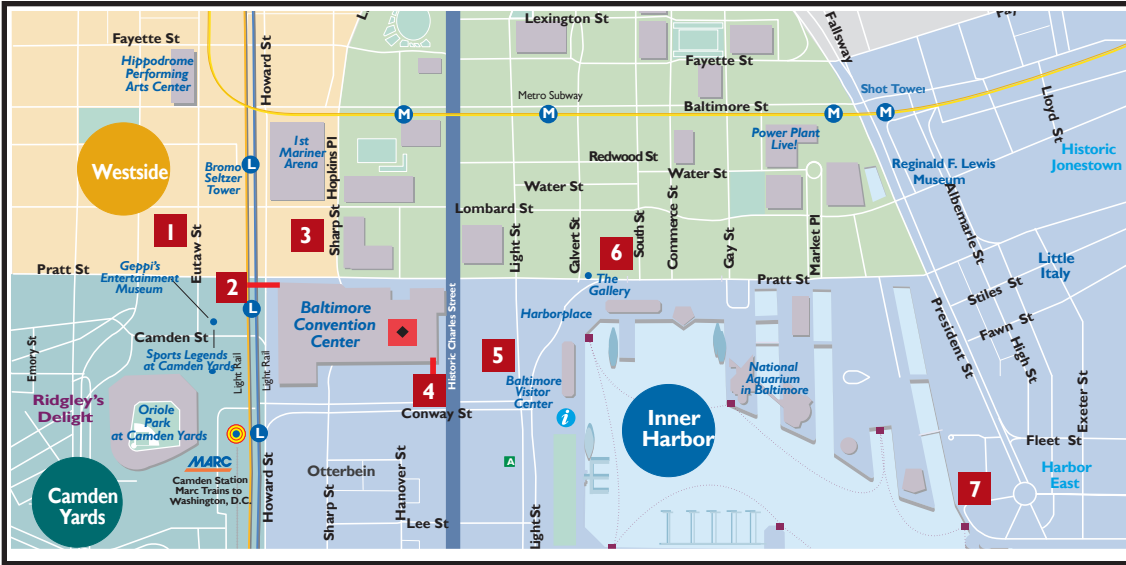 Lexington St
Fallsway
Fayette St
Howard St
Hippodrome
Performing
Arts Center
Fayette St
Metro Subway
Baltimore St
Shot Tower
M
M
M
M
Lloyd St
Historic
Jonestown
Westside
1st
Mariner
Arena
Hopkins Pl
Power Plant
Live!
Redwood St
Bromo
Seltzer
Tower
L
Reginald F. Lewis
Museum
Water St
Water St
Albemarle St
Lombard St
1
Eutaw St
3
Sharp St
Light St
Calvert St
6
South St
Commerce St
Gay St
Market Pl
Little
Italy
Pratt St
Geppi's
Entertainment
Museum
2
L
The
Gallery
Pratt St
Stiles St
Baltimore
Convention
Center
Historic Charles Street
Harborplace
President St
Fawn St
High St
Camden St
Sports Legends
at Camden Yards
Emory St
Light Rail
Light Rail
5
4
Baltimore
Visitor
Center
i
National
Aquarium
in Baltimore
Exeter St
Ridgley's
Delight
Oriole
Park
at Camden Yards
L
Conway St
Inner
Harbor
Fleet St
MARC
Camden Station
Marc Trains to
Washington, D.C.
Howard St
Otterbein
Hanover St
A
Harbor
East
7
Camden
Yards
Sharp St
Lee St
Light St